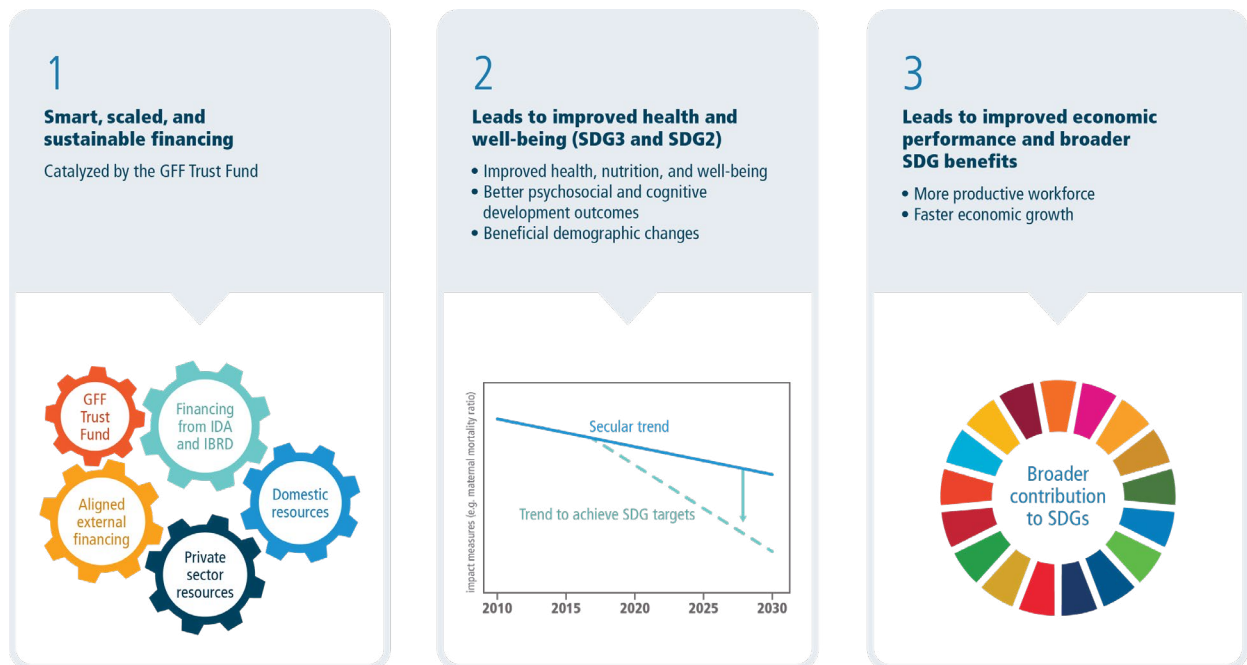 1
Smart, scaled, and
sustainable financing
Catalyzed by the GFF Trust Fund
GFF
Trust
Fund
Financing
from IDA
and IBRD
Domestic
resources
Aligned
external
financing
Private
sector
resources
2
Leads to improved health and
well-being (SDG3 and SDG2)
• Improved health, nutrition, and well-being
• Better psychosocial and cognitive
development outcomes
• Beneficial demographic changes
impact measures (e.g. maternal mortality ratio)
Secular trend
Trend to achieve SDG targets
2010 2015 2020 2025 2030
3
Leads to improved economic
performance and broader
SDG benefits
• More productive workforce
• Faster economic growth
Broader
contribution
to SDGs